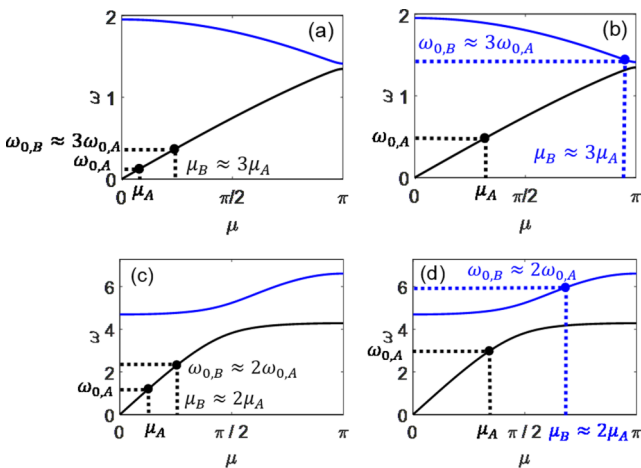 (a)
2
1
0
ω
ω₀,B ≈ 3ω₀,A
ω₀,A
μB ≈ 3μA
0
μA
π/2
π
μ
(b)
2
1
0
ω
ω₀,B ≈ 3ω₀,A
ω₀,A
μB ≈ 3μA
0
μA
π/2
π
μ
(c)
6
4
2
0
ω
ω₀,A
ω₀,B ≈ 2ω₀,A
μB ≈ 2μA
0
μA
π / 2
π
μ
(d)
6
4
2
0
ω
ω₀,B ≈ 2ω₀,A
ω₀,A
0
μA
π / 2
μB ≈ 2μA
π
μ